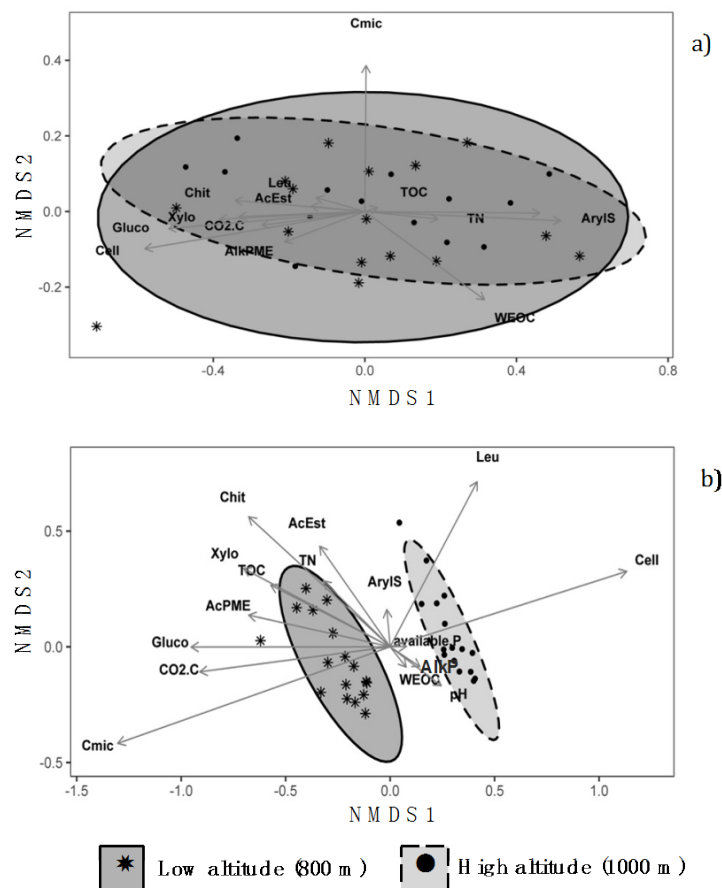 Cmic
a)
0.4
0.2
Chit
Leu
AcEst
TOC
0.0
Gluco
Xylo
CO2.C
TN
ArylS
Cell
AlkPME
-0.2
WEOC
-0.4
0.0
0.4
0.8
NMDS2
NMDS1
b)
Leu
Chit
AcEst
0.5
Xylo
TN
TOC
Cell
ArylS
AcPME
Gluco
available.P
0.0
CO2.C
AlkP
WEOC
pH
Cmic
-0.5
-1.5
-1.0
-0.5
0.0
0.5
1.0
NMDS2
NMDS1
Low altitude (800 m)
High altitude (1000 m)